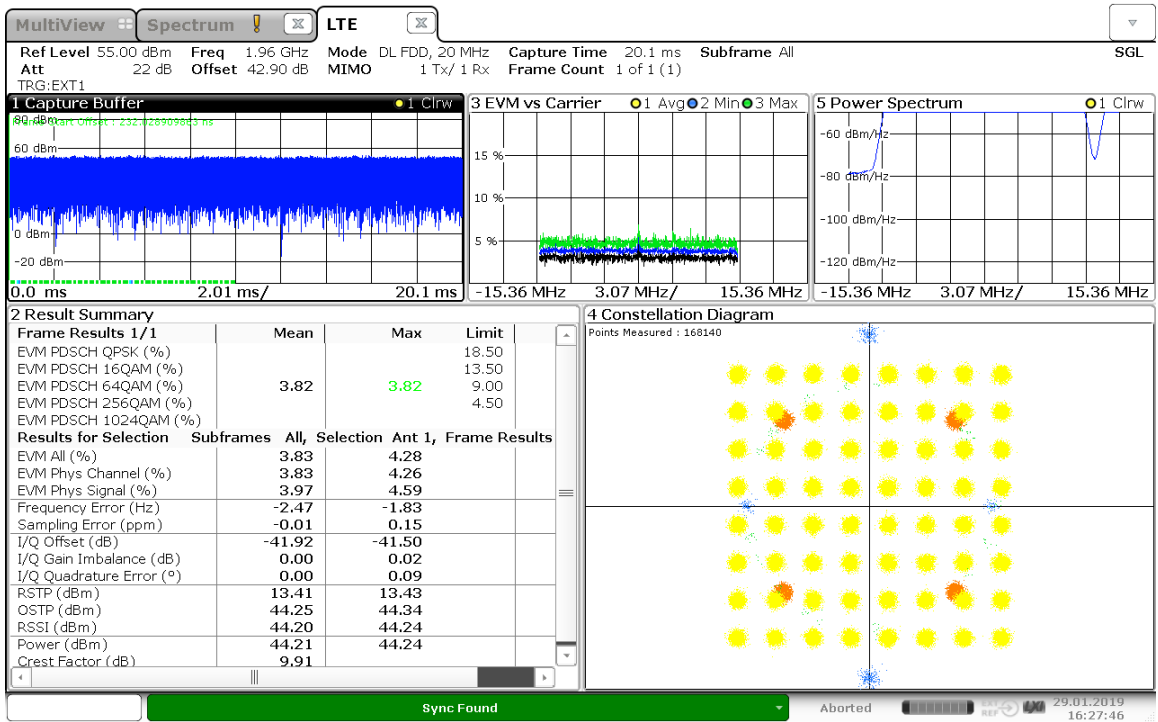 MultiView Spectrum ! LTE
Ref Level 55.00 dBm Freq 1.96 GHz Mode DL FDD, 20 MHz Capture Time 20.1 ms Subframe All SGL
Att 22 dB Offset 42.90 dB MIMO 1 Tx/ 1 Rx Frame Count 1 of 1 (1)
TRG:EXT1
1 Capture Buffer 1 Clrw
80 dBm
Frame Start Offset : 232.028909663 ns
60 dBm
0 dBm
-20 dBm
0.0 ms 2.01 ms/ 20.1 ms
3 EVM vs Carrier 1 Avg 2 Min 3 Max
15 %
10 %
5 %
-15.36 MHz 3.07 MHz/ 15.36 MHz
5 Power Spectrum 1 Clrw
-60 dBm/Hz
-80 dBm/Hz
-100 dBm/Hz
-120 dBm/Hz
-15.36 MHz 3.07 MHz/ 15.36 MHz
2 Result Summary
Frame Results 1/1 Mean Max Limit
EVM PDSCH QPSK (%) 18.50
EVM PDSCH 16QAM (%) 13.50
EVM PDSCH 64QAM (%) 3.82 3.82 9.00
EVM PDSCH 256QAM (%) 4.50
EVM PDSCH 1024QAM (%)
Results for Selection Subframes All, Selection Ant 1, Frame Results
EVM All (%) 3.83 4.28
EVM Phys Channel (%) 3.83 4.26
EVM Phys Signal (%) 3.97 4.59
Frequency Error (Hz) -2.47 -1.83
Sampling Error (ppm) -0.01 0.15
I/Q Offset (dB) -41.92 -41.50
I/Q Gain Imbalance (dB) 0.00 0.02
I/Q Quadrature Error (°) 0.00 0.09
RSTP (dBm) 13.41 13.43
OSTP (dBm) 44.25 44.34
RSSI (dBm) 44.20 44.24
Power (dBm) 44.21 44.24
Crest Factor (dB) 9.91
4 Constellation Diagram
Points Measured : 168140
Sync Found
Aborted
EXT
REF
LXI
29.01.2019
16:27:46